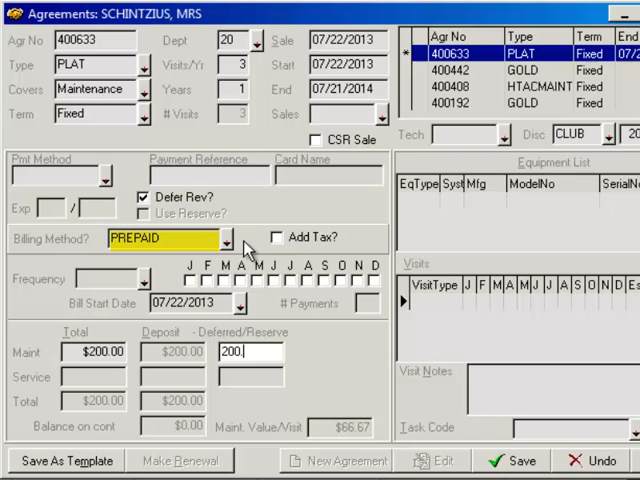 Agreements: SCHINTZIUS, MRS
Agr No 400633 Dept 20 Sale 07/22/2013
Type PLAT Visits/Yr 3 Start 07/22/2013
Covers Maintenance Years 1 End 07/21/2014
Term Fixed # Visits 3 Sales
CSR Sale
Agr No Type Term End
* 400633 PLAT Fixed 07/2
400442 GOLD Fixed
400408 HTACMAINT Fixed
400192 GOLD Fixed
Tech Disc CLUB 20
Pmt Method Payment Reference Card Name
Exp / Defer Rev?
Use Reserve?
Billing Method? PREPAID Add Tax?
J F M A M J J A S O N D
Frequency
Bill Start Date 07/22/2013 # Payments
Total Deposit - Deferred/Reserve
Maint $200.00 $200.00 200.
Service
Total $200.00 $200.00
Balance on cont $0.00 Maint. Value/Visit $66.67
Equipment List
EqType Syst Mfg ModelNo SerialNo
Visits
VisitType J F M A M J J A S O N D Es
Visit Notes
Task Code
Save As Template Make Renewal New Agreement Edit Save Undo